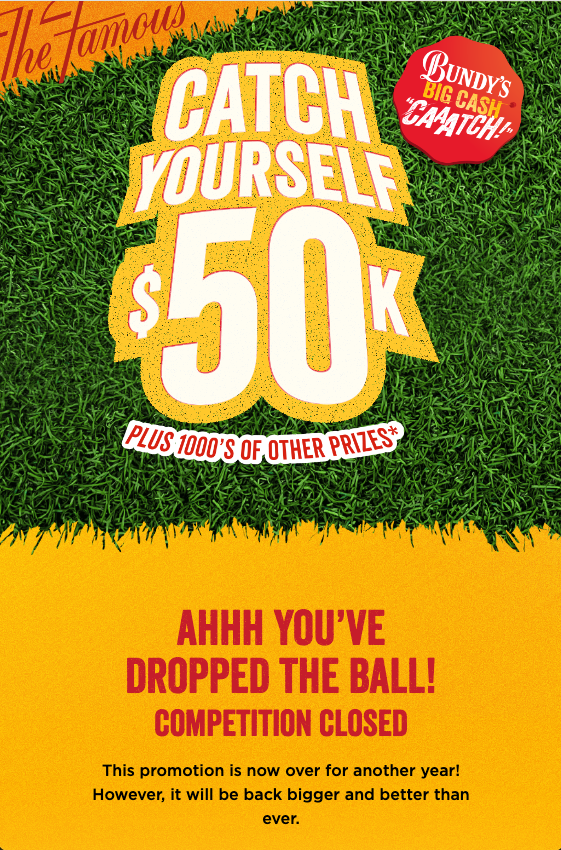 The Famous
BUNDY'S
BIG CASH
"CAAATCH!"
CATCH
YOURSELF
$50K
PLUS 1000'S OF OTHER PRIZES*
AHHH YOU'VE
DROPPED THE BALL!
COMPETITION CLOSED
This promotion is now over for another year!
However, it will be back bigger and better than
ever.